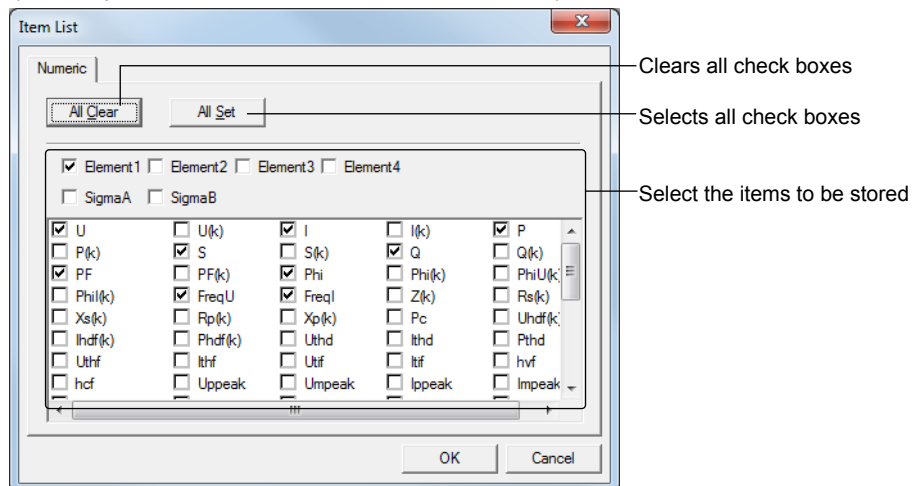 Item List
Numeric
Clears all check boxes
All Clear All Set
Selects all check boxes
Element1 Element2 Element3 Element4
Select the items to be stored
SigmaA SigmaB
U U(k) I I(k) P
P(k) S S(k) Q Q(k)
PF PF(k) Phi Phi(k) PhiU(k)
PhiI(k) FreqU FreqI Z(k) Rs(k)
Xs(k) Rp(k) Xp(k) Pc Uhdf(k)
Ihdf(k) Phdf(k) Uthd Ithd Pthd
Uthf Ithf Utif Itif hvf
hcf Uppeak Umpeak Ippeak Impeak
OK Cancel